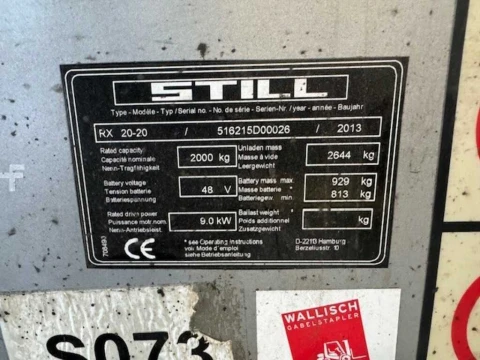 STILL
Type - Modèle - Typ / Serial no. - No de série - Serien-Nr. / year - année - Baujahr
RX 20-20 / 516215D00026 / 2013
Rated capacity
Capacité nominale
Nenn-Tragfähigkeit
2000 kg
Unladen mass
Masse à vide
Leergewicht
2644 kg
Battery voltage
Tension batterie
Batteriespannung
48 V
Battery mass max.
Masse batterie *
Batteriegew. min.
929 kg
813 kg
Rated drive power
Puissance motr. nom.
Nenn-Antriebsleist.
9.0 kW
Ballast weight
Poids additionnel
Zusatzgewicht
kg
CE
* see Operating instructions
voir Mode d'emploi
siehe Betriebsanleitung
D-22113 Hamburg
Berzeliusstr. 10
S073
WALLISCH
GABELSTAPLER